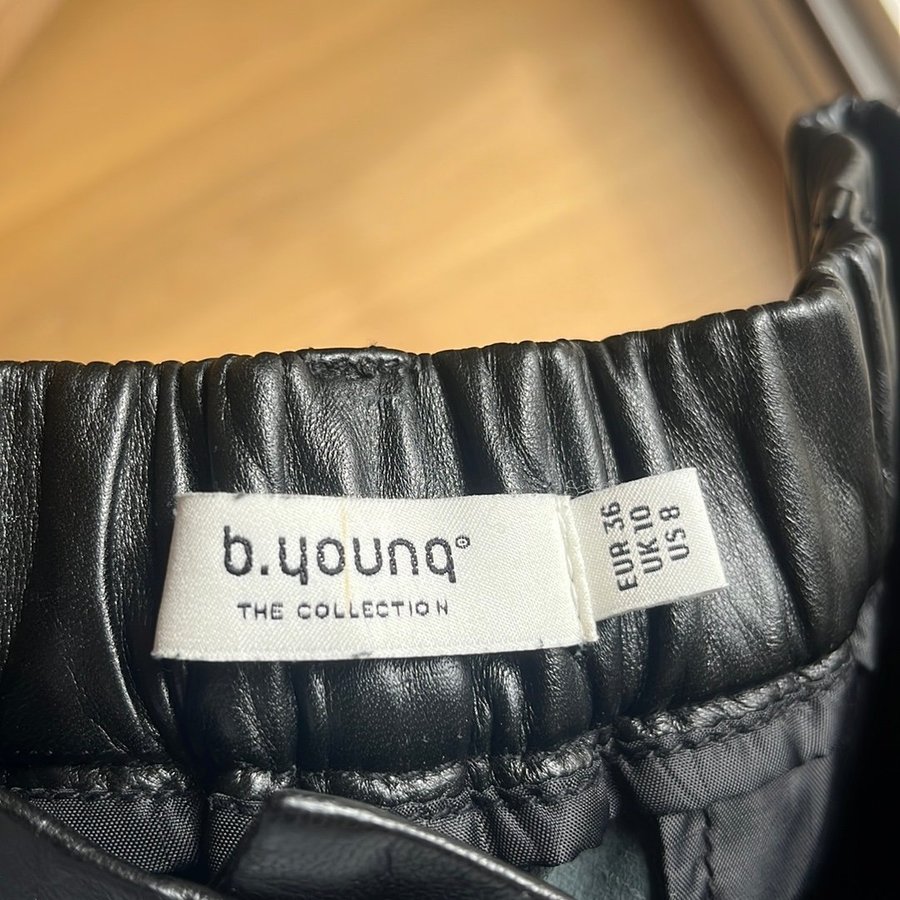 b.young
THE COLLECTION
EUR 36
UK 10
US 8